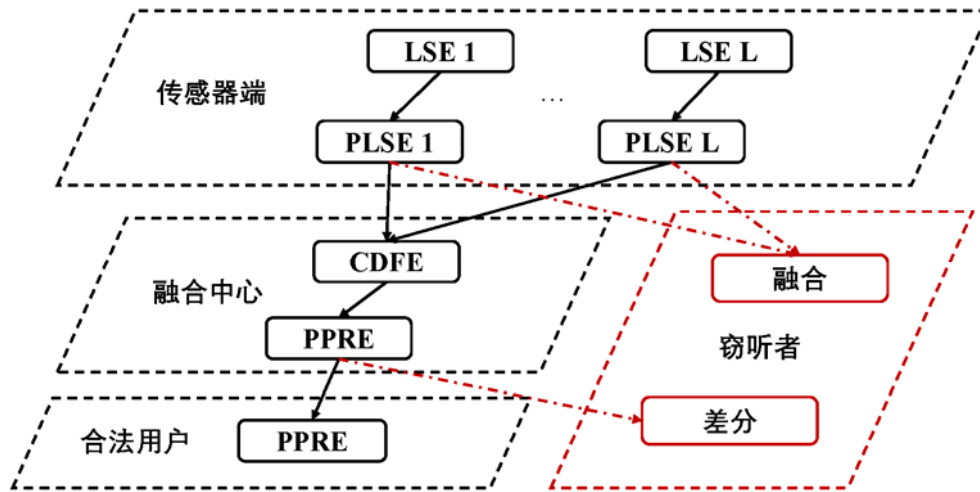 LSE 1
LSE L
传感器端
...
PLSE 1
PLSE L
CDFE
融合
融合中心
PPRE
窃听者
差分
合法用户
PPRE